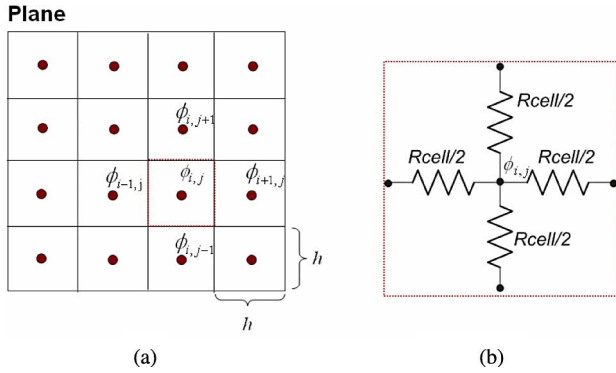 Plane
ϕi, j+1
ϕi−1, j
ϕi, j
ϕi+1, j
ϕi, j−1
h
h
(a)
Rcell/2
Rcell/2
ϕi, j
Rcell/2
Rcell/2
(b)